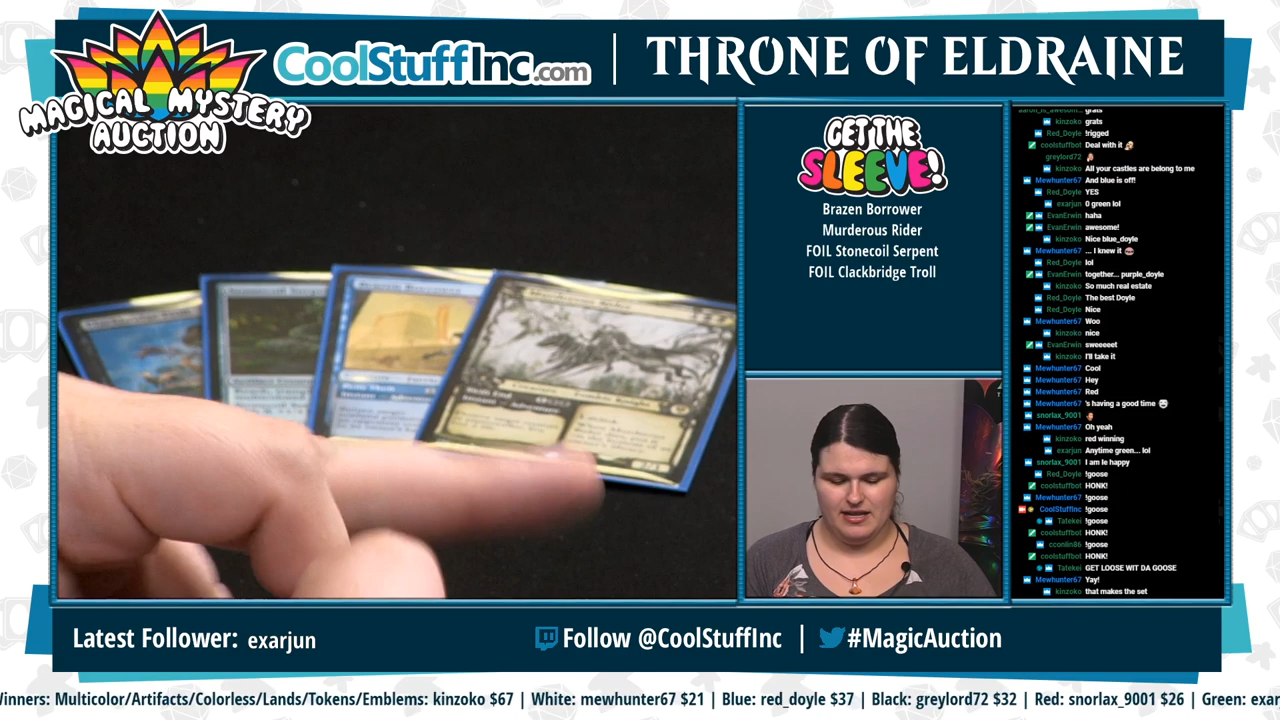 MAGICAL MYSTERY
AUCTION
CoolStuffInc.com
THRONE OF ELDRAINE
GET THE
SLEEVE!
Brazen Borrower
Murderous Rider
FOIL Stonecoil Serpent
FOIL Clackbridge Troll
grats
kinzoko grats
Red_Doyle !rigged
coolstuffbot Deal with it
greylord72
kinzoko All your castles are belong to me
Mewhunter67 And blue is off!
Red_Doyle YES
exarjun 0 green lol
EvanErwin haha
EvanErwin awesome!
kinzoko Nice blue_doyle
Mewhunter67 ... I knew it
Red_Doyle lol
EvanErwin together... purple_doyle
kinzoko So much real estate
Red_Doyle The best Doyle
Red_Doyle Nice
Mewhunter67 Woo
kinzoko nice
EvanErwin sweeeeet
kinzoko I'll take it
Mewhunter67 Cool
Mewhunter67 Hey
Mewhunter67 Red
Mewhunter67 's having a good time
snorlax_9001
Mewhunter67 Oh yeah
kinzoko red winning
exarjun Anytime green... lol
snorlax_9001 I am le happy
Red_Doyle !goose
coolstuffbot HONK!
Mewhunter67 !goose
CoolStuffInc !goose
Tatekei !goose
coolstuffbot HONK!
cconlin86 !goose
coolstuffbot HONK!
Tatekei GET LOOSE WIT DA GOOSE
Mewhunter67 Yay!
kinzoko that makes the set
Latest Follower: exarjun
Follow @CoolStuffInc | #MagicAuction
Winners: Multicolor/Artifacts/Colorless/Lands/Tokens/Emblems: kinzoko $67 | White: mewhunter67 $21 | Blue: red_doyle $37 | Black: greylord72 $32 | Red: snorlax_9001 $26 | Green: exar